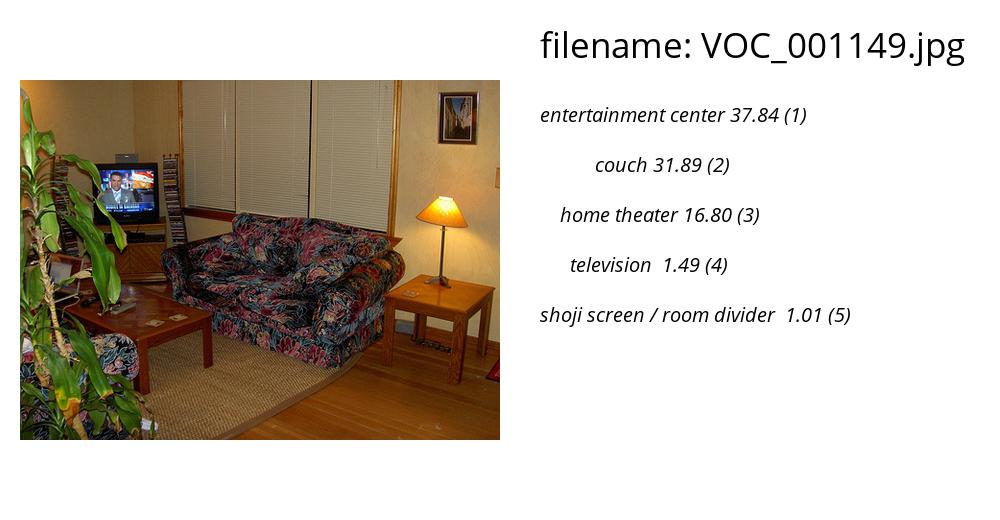 filename: VOC_001149.jpg
entertainment center 37.84 (1)
couch 31.89 (2)
home theater 16.80 (3)
television 1.49 (4)
shoji screen / room divider 1.01 (5)